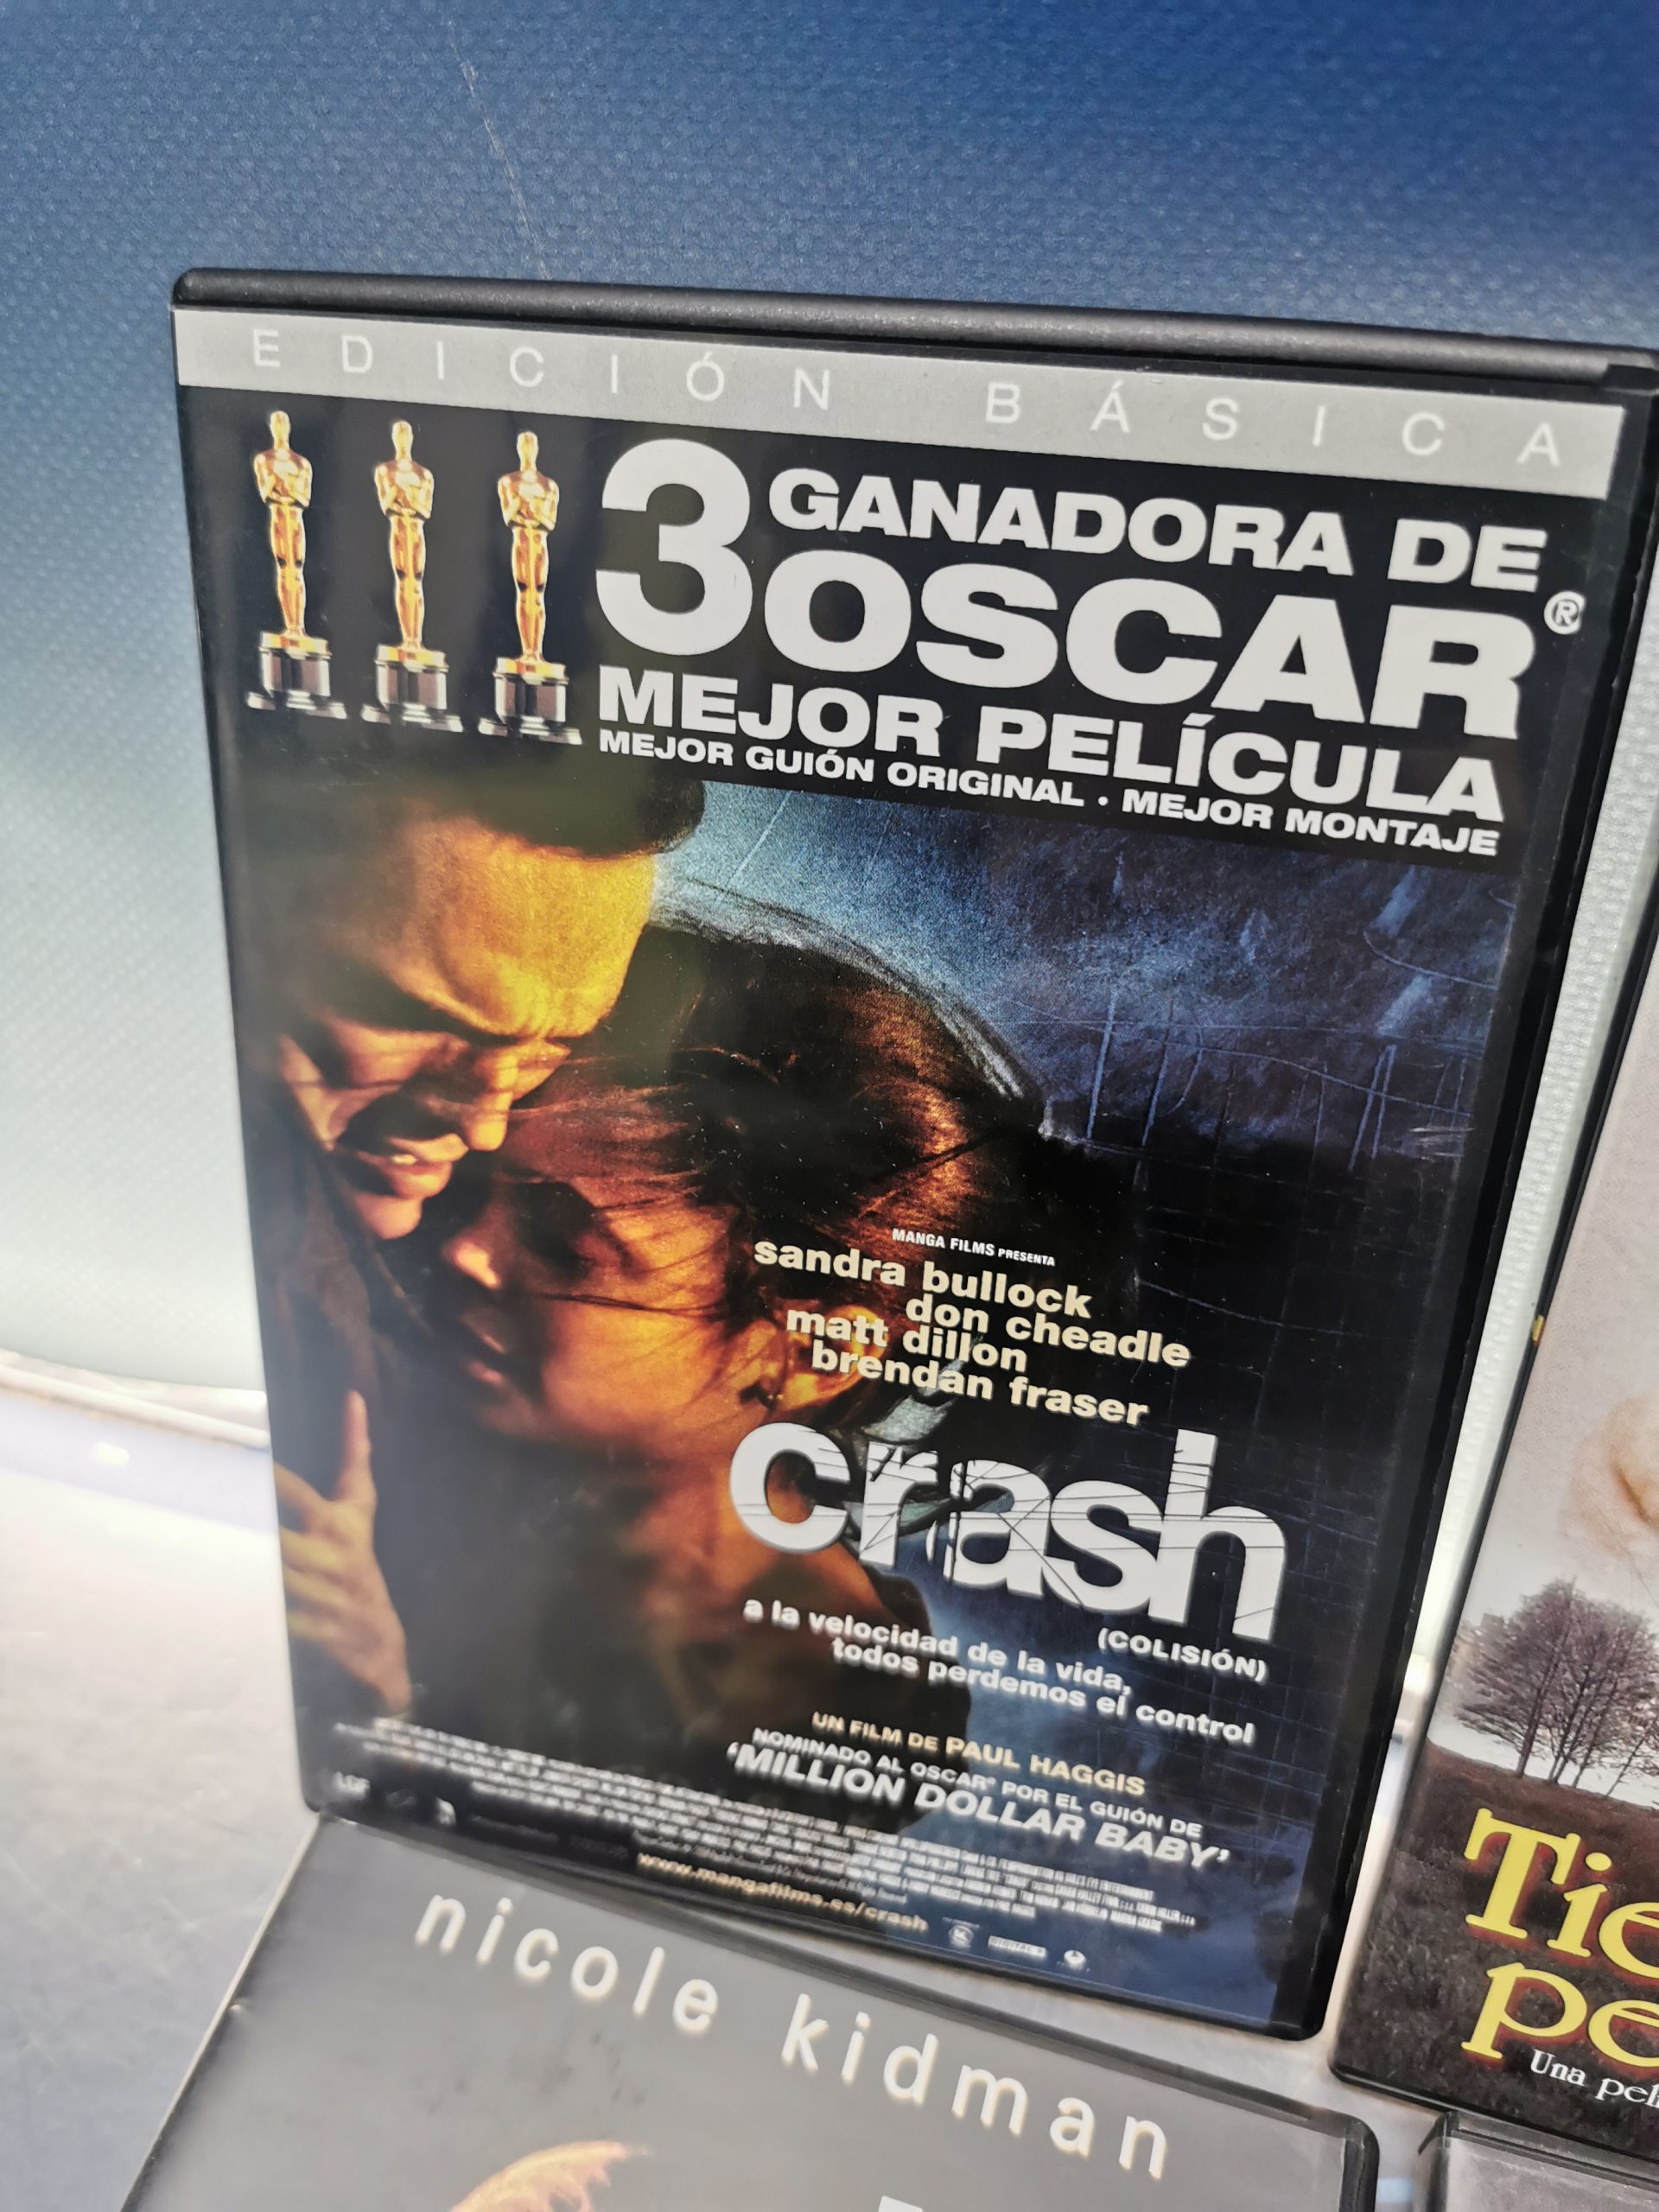 EDICIÓN BÁSICA
3 GANADORA DE
OSCAR®
MEJOR PELÍCULA
MEJOR GUIÓN ORIGINAL · MEJOR MONTAJE
MANGA FILMS PRESENTA
sandra bullock
don cheadle
matt dillon
brendan fraser
crash
(COLISIÓN)
a la velocidad de la vida,
todos perdemos el control
UN FILM DE PAUL HAGGIS
NOMINADO AL OSCAR® POR EL GUIÓN DE
'MILLION DOLLAR BABY'
www.mangafilms.es/crash
nicole kidman
Una